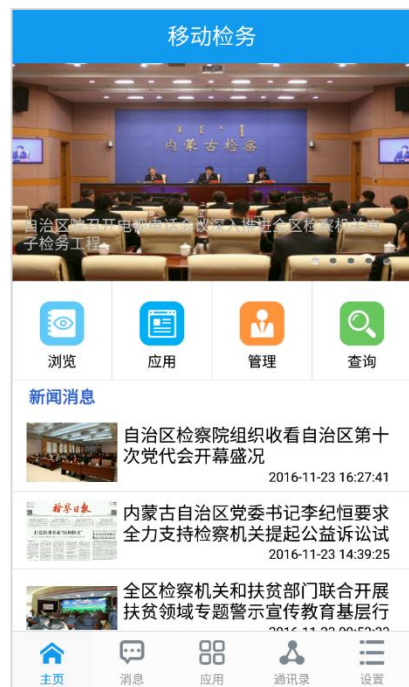 移动检务
内蒙古检察
自治区院召开电视电话会议深入推进全区检察机关电
子检务工程
浏览
应用
管理
查询
新闻消息
自治区检察院组织收看自治区第十
次党代会开幕盛况
2016-11-23 16:27:41
检察日报
内蒙古自治区党委书记李纪恒要求
全力支持检察机关提起公益诉讼试
2016-11-23 14:39:25
全区检察机关和扶贫部门联合开展
扶贫领域专题警示宣传教育基层行
主页
消息
应用
通讯录
设置